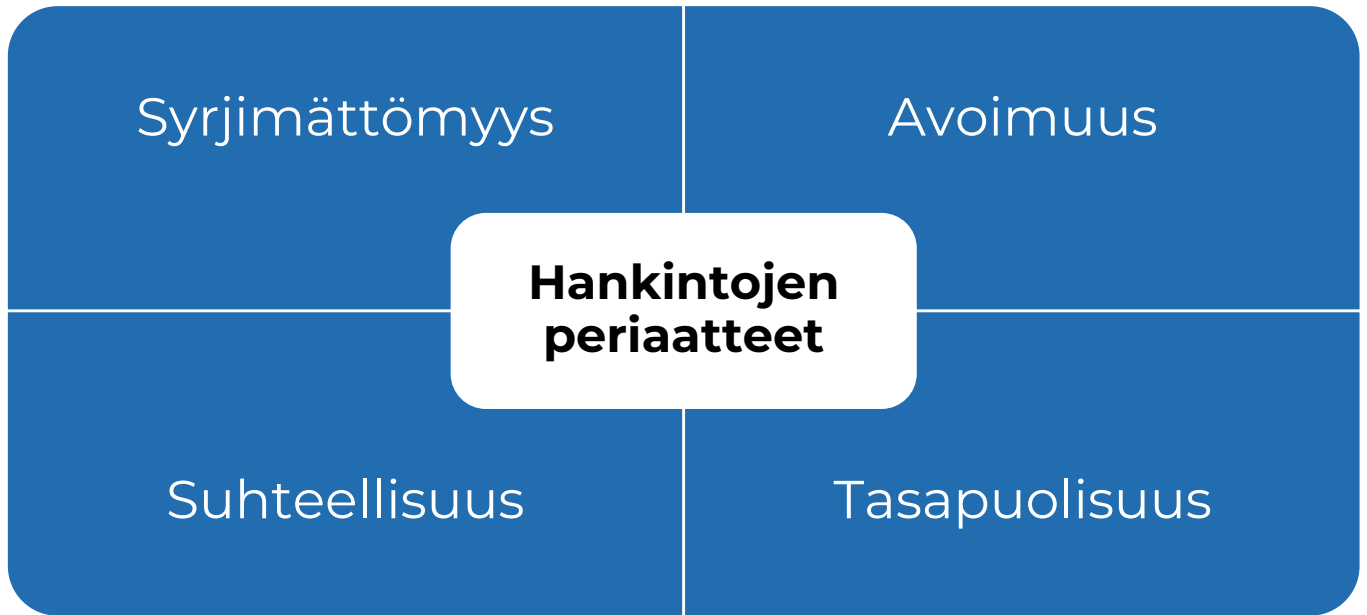 Syrjimättömyys
Avoimuus
Hankintojen
periaatteet
Suhteellisuus
Tasapuolisuus